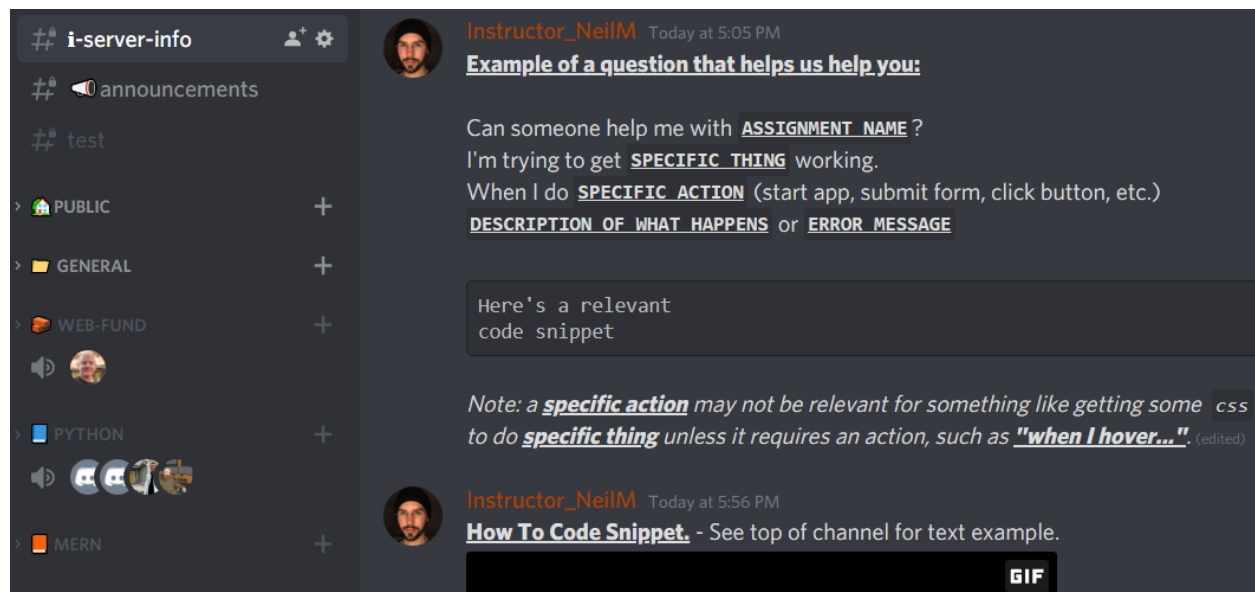 i-server-info
announcements
test
PUBLIC
GENERAL
WEB-FUND
PYTHON
MERN
Instructor_NeilM Today at 5:05 PM
Example of a question that helps us help you:
Can someone help me with ASSIGNMENT NAME?
I'm trying to get SPECIFIC THING working.
When I do SPECIFIC ACTION (start app, submit form, click button, etc.)
DESCRIPTION OF WHAT HAPPENS or ERROR MESSAGE
Here's a relevant
code snippet
Note: a specific action may not be relevant for something like getting some css
to do specific thing unless it requires an action, such as "when I hover...". (edited)
Instructor_NeilM Today at 5:56 PM
How To Code Snippet. - See top of channel for text example.
GIF